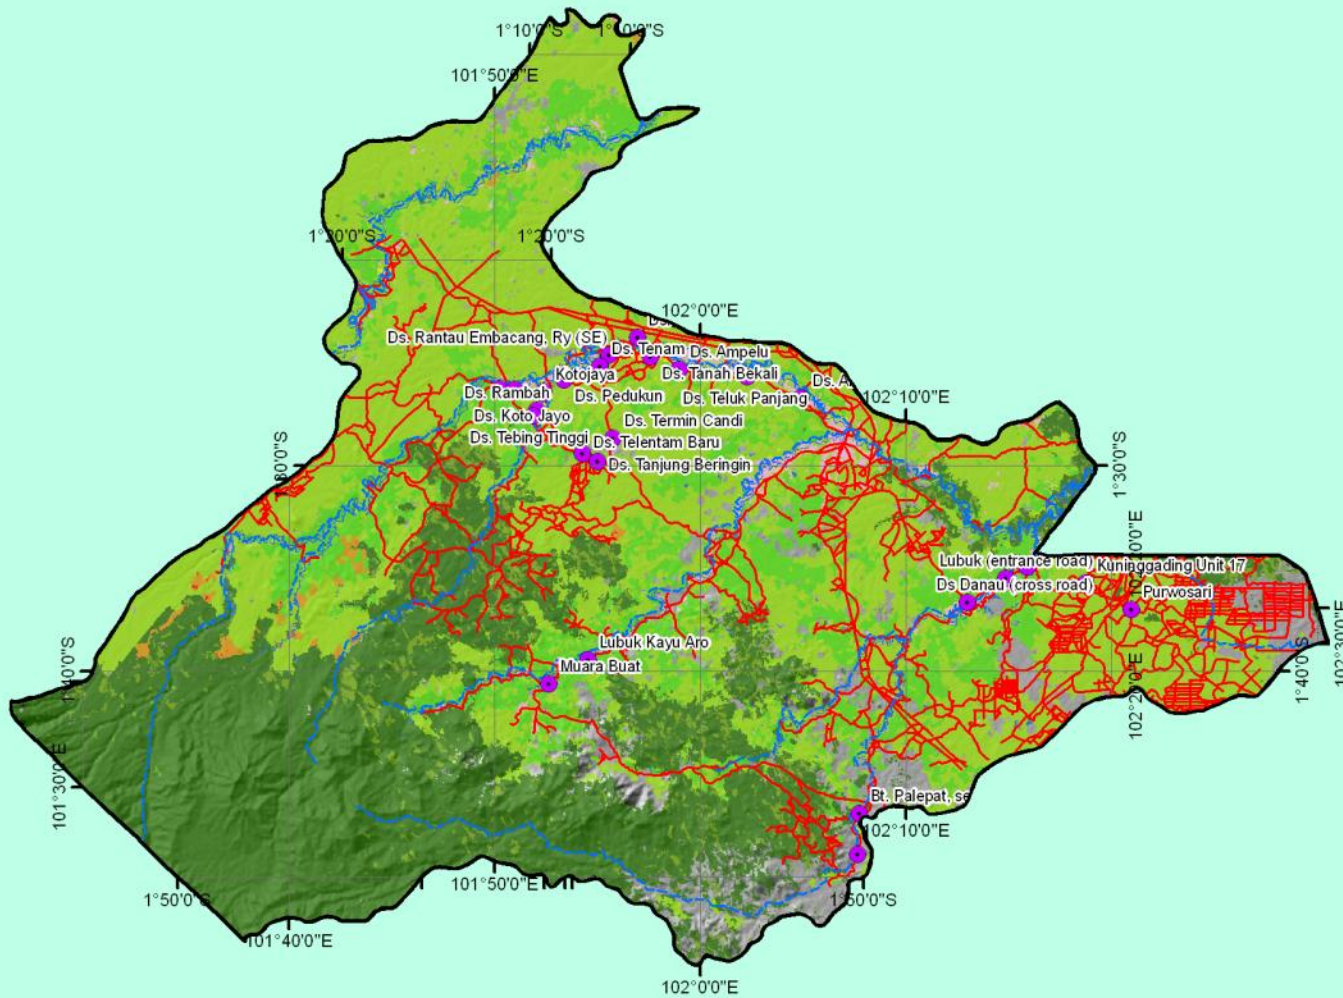 1°10'0"S
1°10'0"S
101°50'0"E
1°20'0"S
1°20'0"S
102°0'0"E
Ds.
Ds. Rantau Embacang, Ry (SE)
Ds. Tenam
Ds. Ampelu
Kotojaya
Ds. Tanah Bekali
Ds. A
Ds. Rambah
Ds. Pedukun
Ds. Teluk Panjang
102°10'0"E
Ds. Koto Jayo
Ds. Termin Candi
Ds. Tebing Tinggi
Ds. Telentam Baru
Ds. Tanjung Beringin
1°30'0"S
Lubuk (entrance road)
Kuninggading Unit 17
Ds Danau (cross road)
Purwosari
Lubuk Kayu Aro
Muara Buat
1°40'0"S
1°40'0"S
102°30'0"E
102°20'0"E
101°30'0"E
Bt. Palepat, se
102°10'0"E
101°50'0"E
1°50'0"S
1°50'0"S
101°40'0"E
102°0'0"E